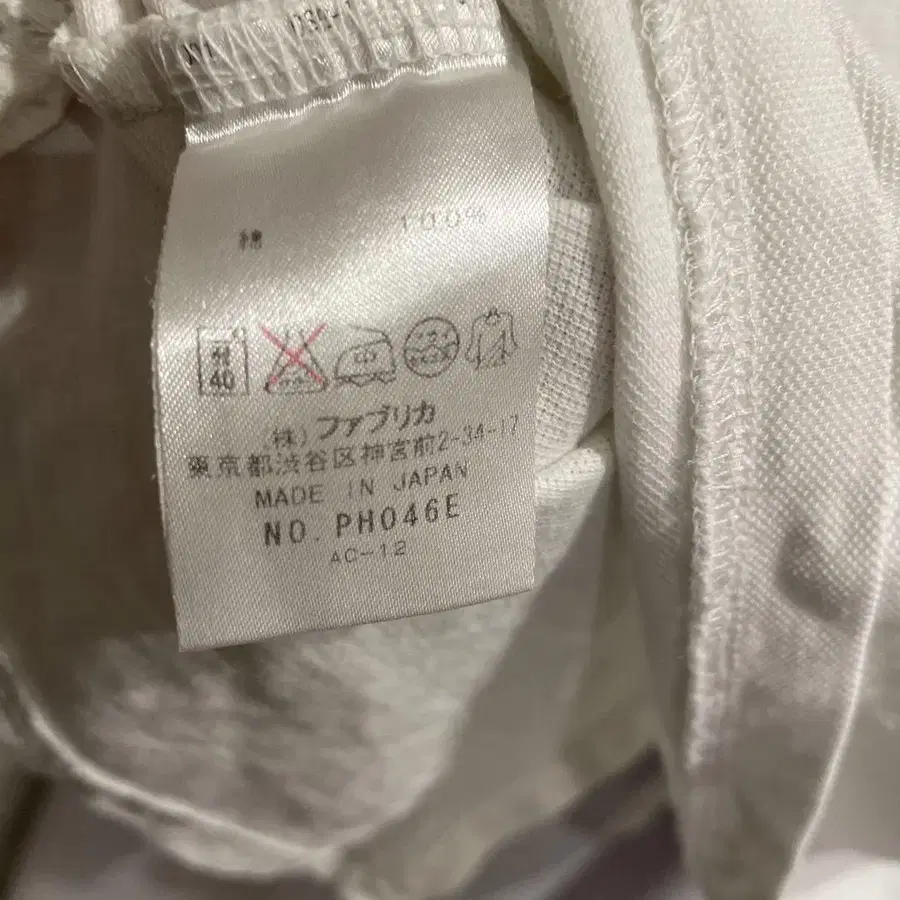 綿 100%
40
(株)ファブリカ
東京都渋谷区神宮前2-34-17
MADE IN JAPAN
NO. PH046E
AC-12